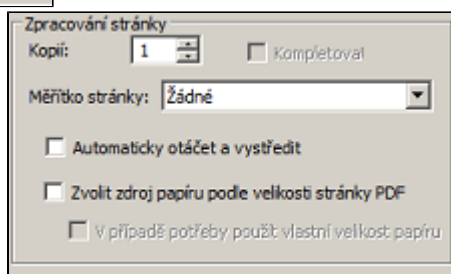 Zpracování stránky
Kopií: 1 Kompletovat
Měřítko stránky: Žádné
Automaticky otáčet a vystředit
Zvolit zdroj papíru podle velikosti stránky PDF
V případě potřeby použít vlastní velikost papíru